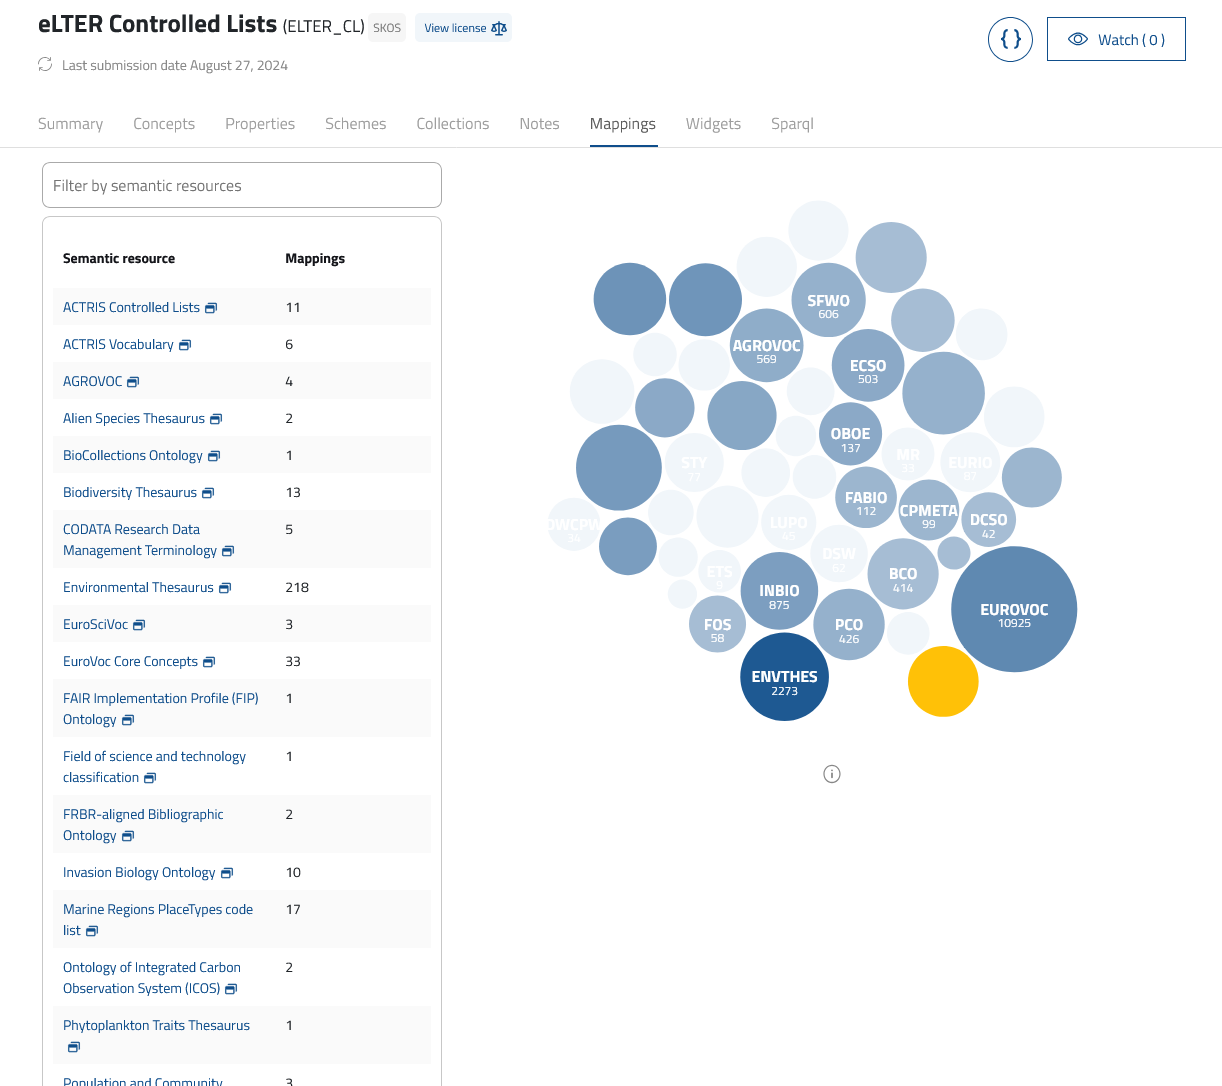 eLTER Controlled Lists (ELTER_CL) SKOS View license
{ } Watch ( 0 )
Last submission date August 27, 2024
Summary Concepts Properties Schemes Collections Notes Mappings Widgets Sparql
Filter by semantic resources
Semantic resource Mappings
ACTRIS Controlled Lists 11
ACTRIS Vocabulary 6
AGROVOC 4
Alien Species Thesaurus 2
BioCollections Ontology 1
Biodiversity Thesaurus 13
CODATA Research Data 5
Management Terminology
Environmental Thesaurus 218
EuroSciVoc 3
EuroVoc Core Concepts 33
FAIR Implementation Profile (FIP) 1
Ontology
Field of science and technology 1
classification
FRBR-aligned Bibliographic 2
Ontology
Invasion Biology Ontology 10
Marine Regions PlaceTypes code 17
list
Ontology of Integrated Carbon 2
Observation System (ICOS)
Phytoplankton Traits Thesaurus 1
Population and Community 3
SFWO
606
AGROVOC
569
ECSO
503
OBOE
137
MR
33
EURIO
87
STY
77
FABIO
112
CPMETA
99
DCSO
42
DWCPW
34
LUPO
45
DSW
62
ETS
INBIO
875
BCO
414
EUROVOC
10925
FOS
58
PCO
426
ENVTHES
2273